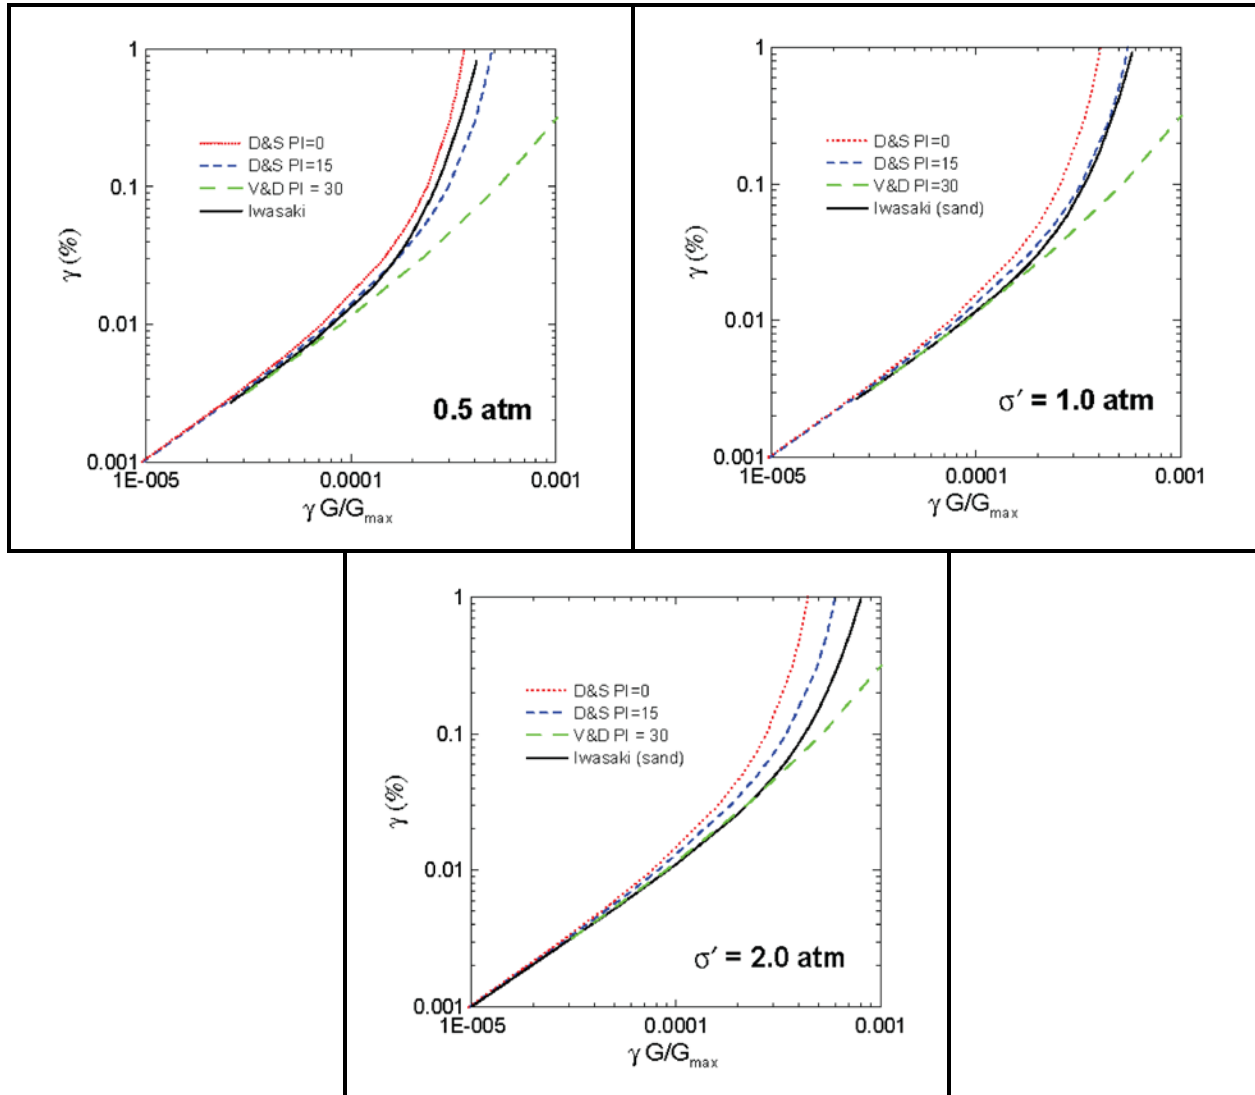 1
D&S PI=0
D&S PI=15
V&D PI = 30
Iwasaki
0.1
γ (%)
0.01
0.5 atm
0.001
1E-005 0.0001 0.001
γ G/Gmax
1
D&S PI=0
D&S PI=15
V&D PI=30
Iwasaki (sand)
0.1
γ (%)
0.01
σ′ = 1.0 atm
0.001
1E-005 0.0001 0.001
γ G/Gmax
1
D&S PI=0
D&S PI=15
V&D PI = 30
Iwasaki (sand)
0.1
γ (%)
0.01
σ′ = 2.0 atm
0.001
1E-005 0.0001 0.001
γ G/Gmax